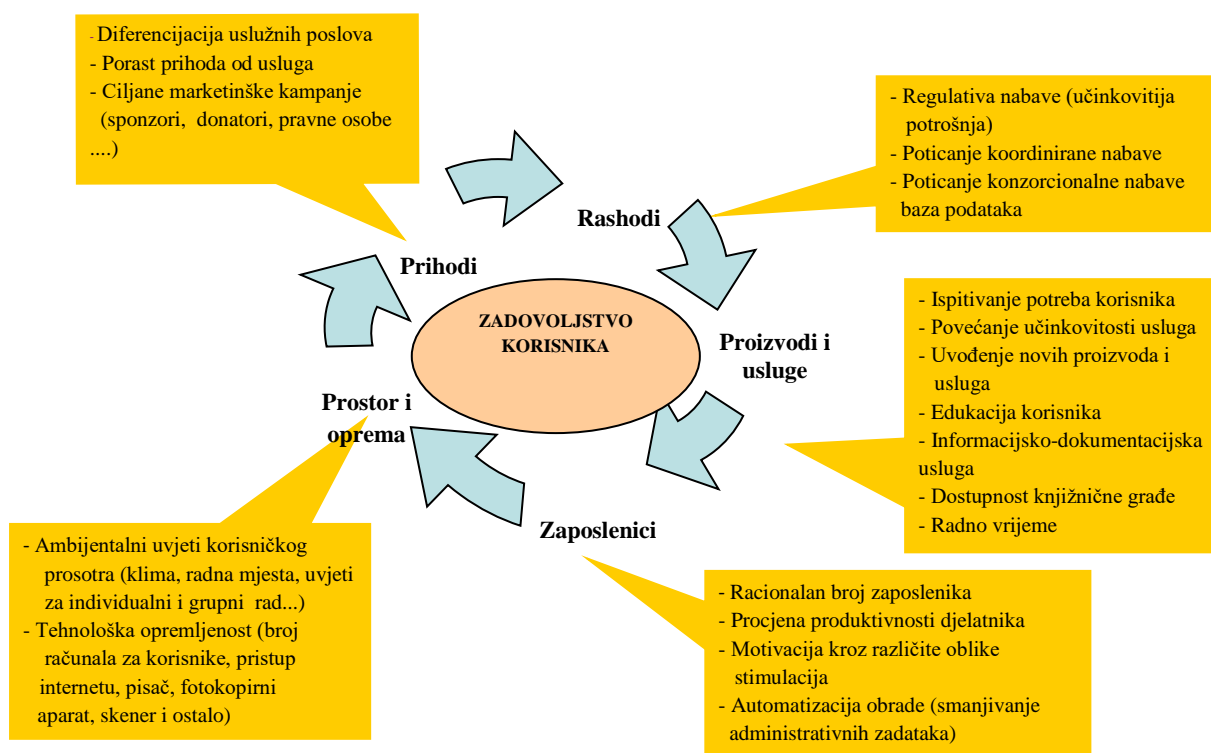 - Diferencijacija uslužnih poslova
- Porast prihoda od usluga
- Ciljane marketinške kampanje
(sponzori, donatori, pravne osobe
....)
- Regulativa nabave (učinkovitija
potrošnja)
- Poticanje koordinirane nabave
- Poticanje konzorcionalne nabave
baza podataka
Rashodi
Prihodi
ZADOVOLJSTVO
KORISNIKA
Proizvodi i
usluge
- Ispitivanje potreba korisnika
- Povećanje učinkovitosti usluga
- Uvođenje novih proizvoda i
usluga
- Edukacija korisnika
- Informacijsko-dokumentacijska
usluga
- Dostupnost knjižnične građe
- Radno vrijeme
Prostor i
oprema
Zaposlenici
- Ambijentalni uvjeti korisničkog
prosotra (klima, radna mjesta, uvjeti
za individualni i grupni rad...)
- Tehnološka opremljenost (broj
računala za korisnike, pristup
internetu, pisač, fotokopirni
aparat, skener i ostalo)
- Racionalan broj zaposlenika
- Procjena produktivnosti djelatnika
- Motivacija kroz različite oblike
stimulacija
- Automatizacija obrade (smanjivanje
administrativnih zadataka)